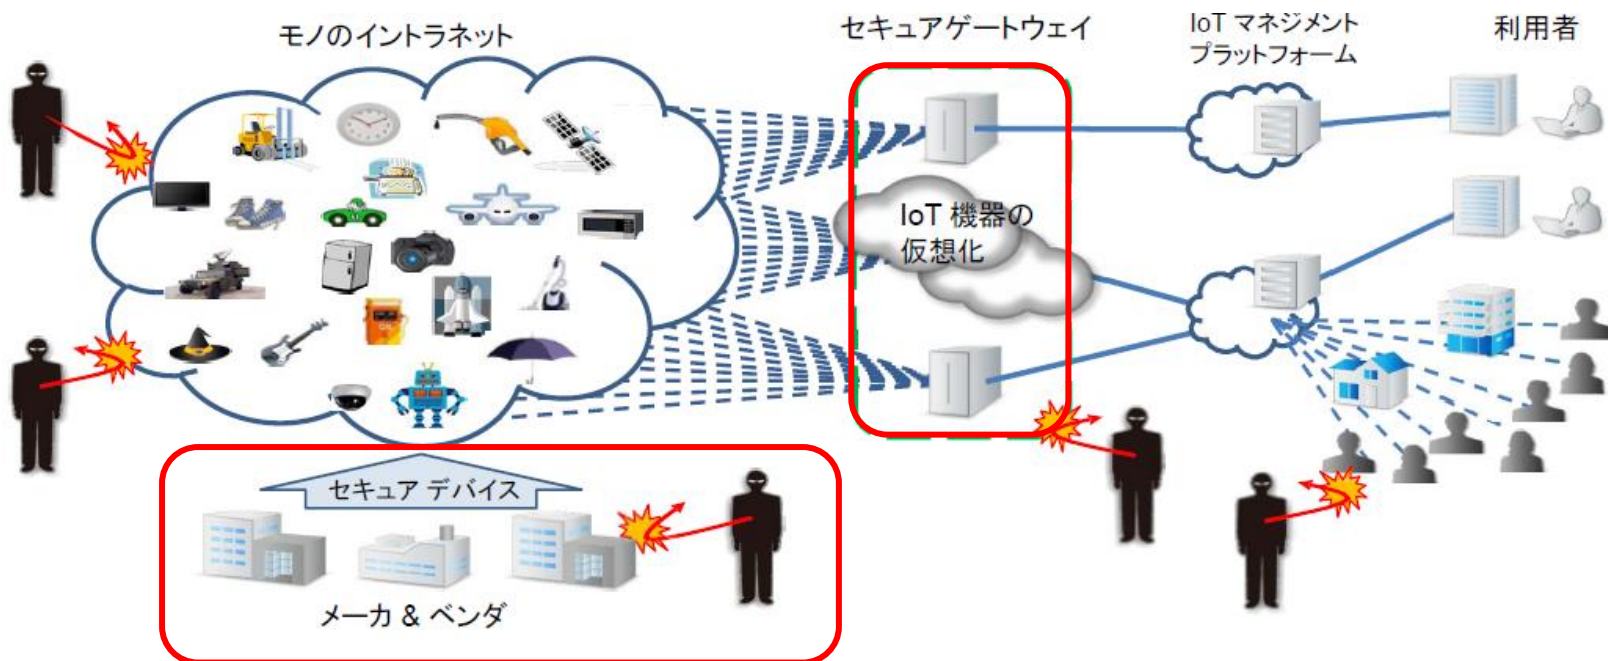 モノのイントラネット
セキュアゲートウェイ
IoT マネジメント
プラットフォーム
利用者
IoT 機器の
仮想化
セキュア デバイス
メーカ & ベンダ